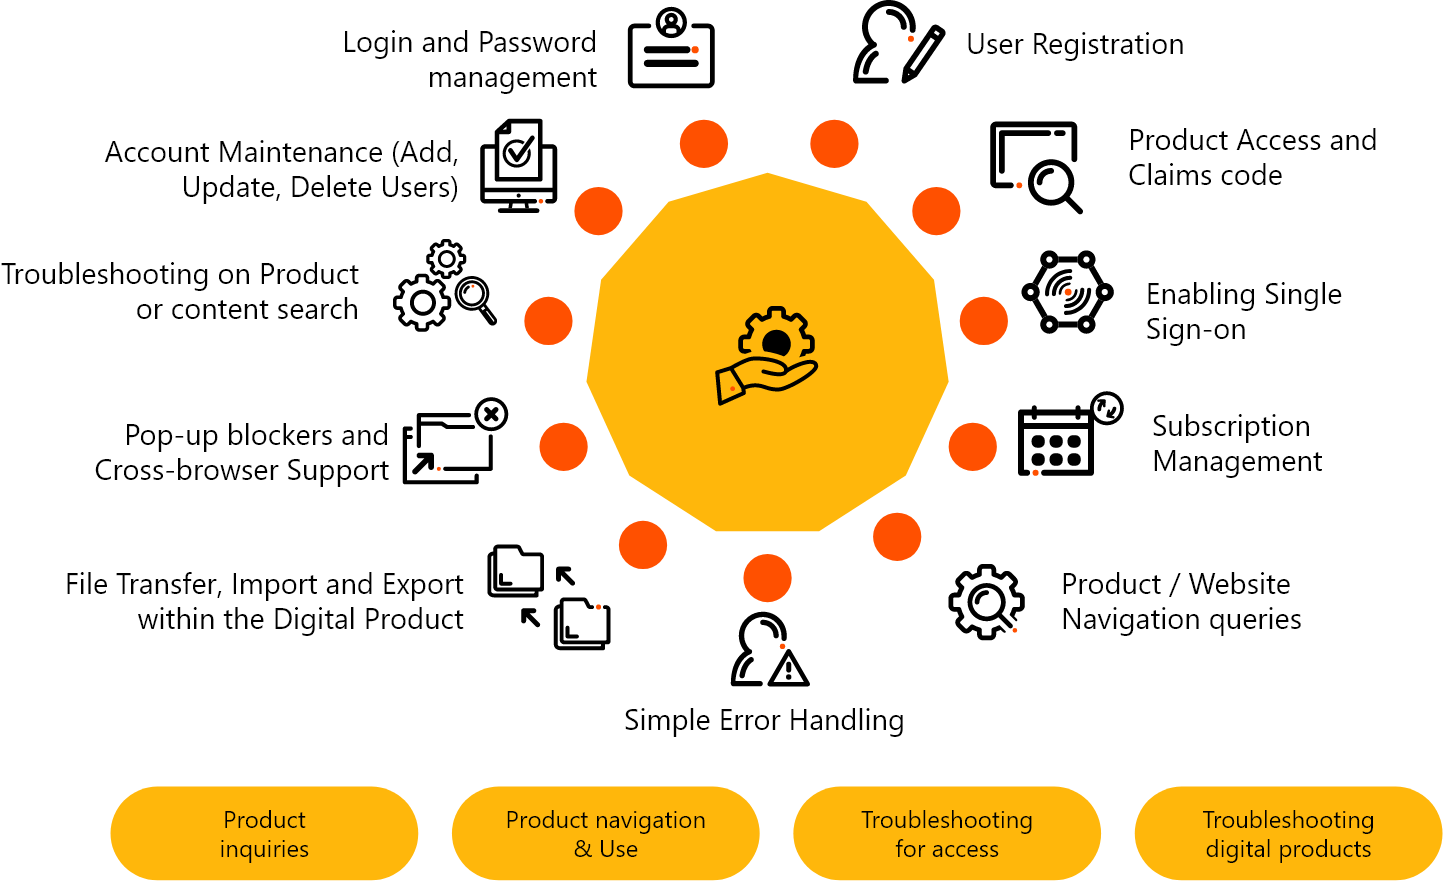 Login and Password
management
User Registration
Account Maintenance (Add,
Update, Delete Users)
Product Access and
Claims code
Troubleshooting on Product
or content search
Enabling Single
Sign-on
Pop-up blockers and
Cross-browser Support
Subscription
Management
File Transfer, Import and Export
within the Digital Product
Product / Website
Navigation queries
Simple Error Handling
Product
inquiries
Product navigation
& Use
Troubleshooting
for access
Troubleshooting
digital products